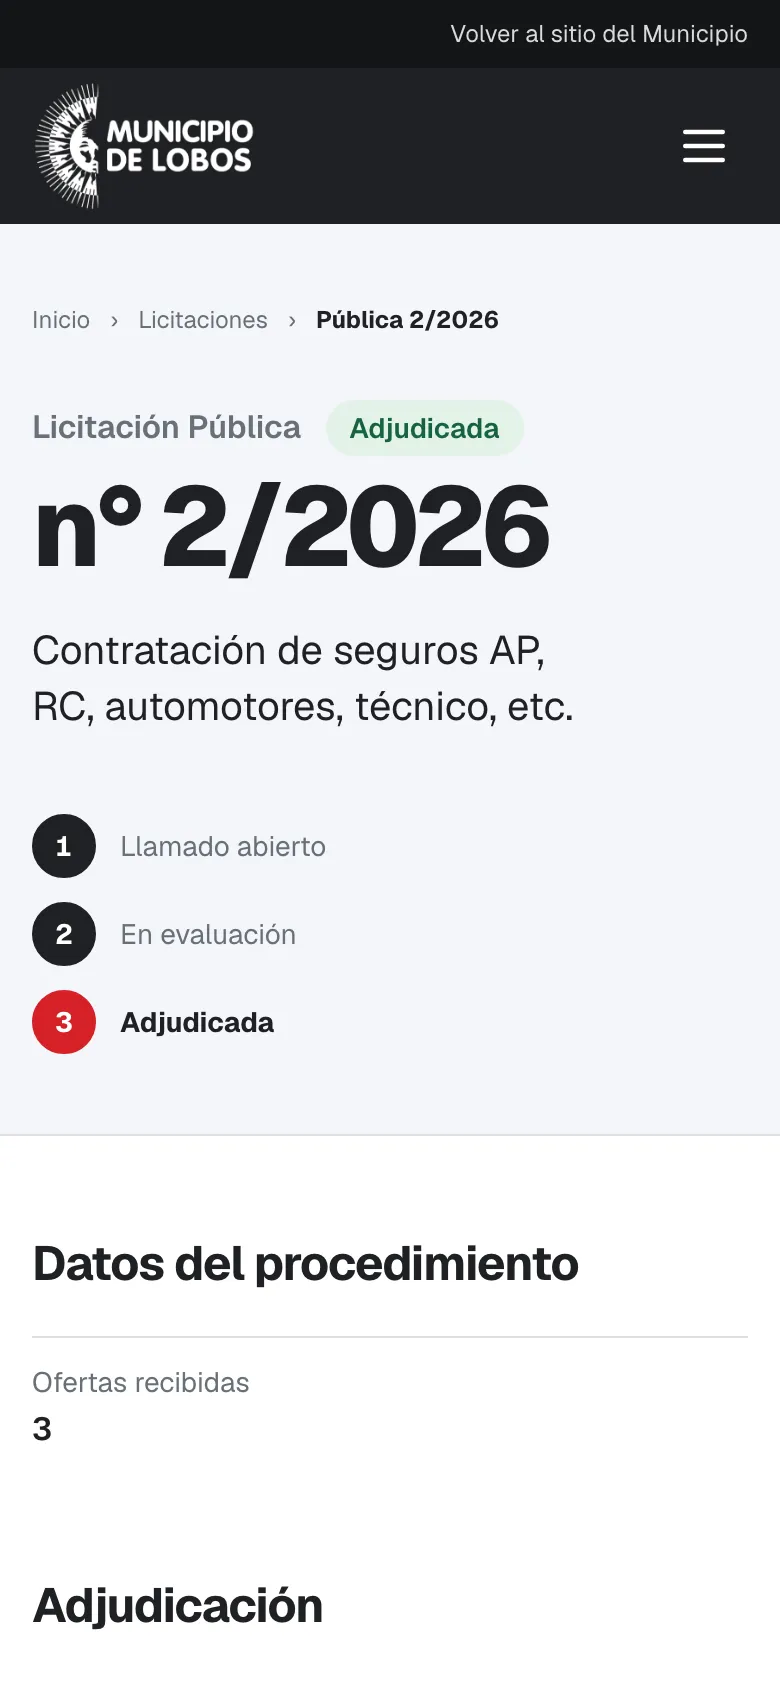 Volver al sitio del Municipio
MUNICIPIO
DE LOBOS
Inicio › Licitaciones › Pública 2/2026
Licitación Pública Adjudicada
n° 2/2026
Contratación de seguros AP,
RC, automotores, técnico, etc.
1 Llamado abierto
2 En evaluación
3 Adjudicada
Datos del procedimiento
Ofertas recibidas
3
Adjudicación